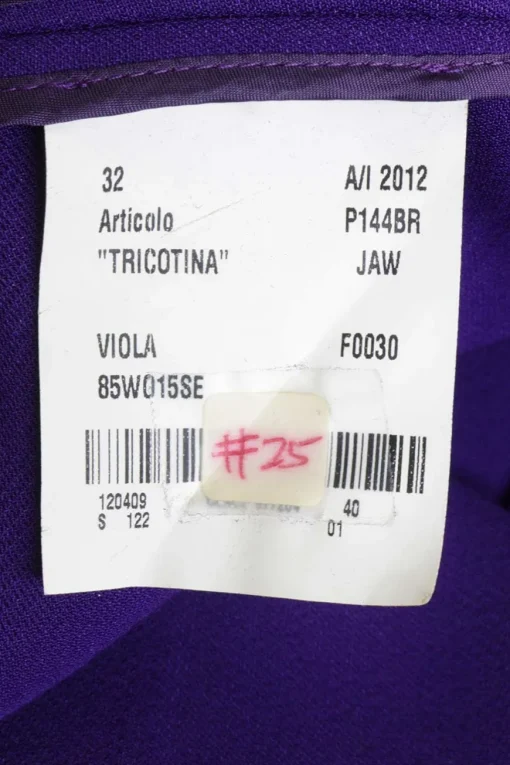 32 A/I 2012
Articolo P144BR
"TRICOTINA" JAW
VIOLA F0030
85W015SE
#25
120409 40
S 122 01